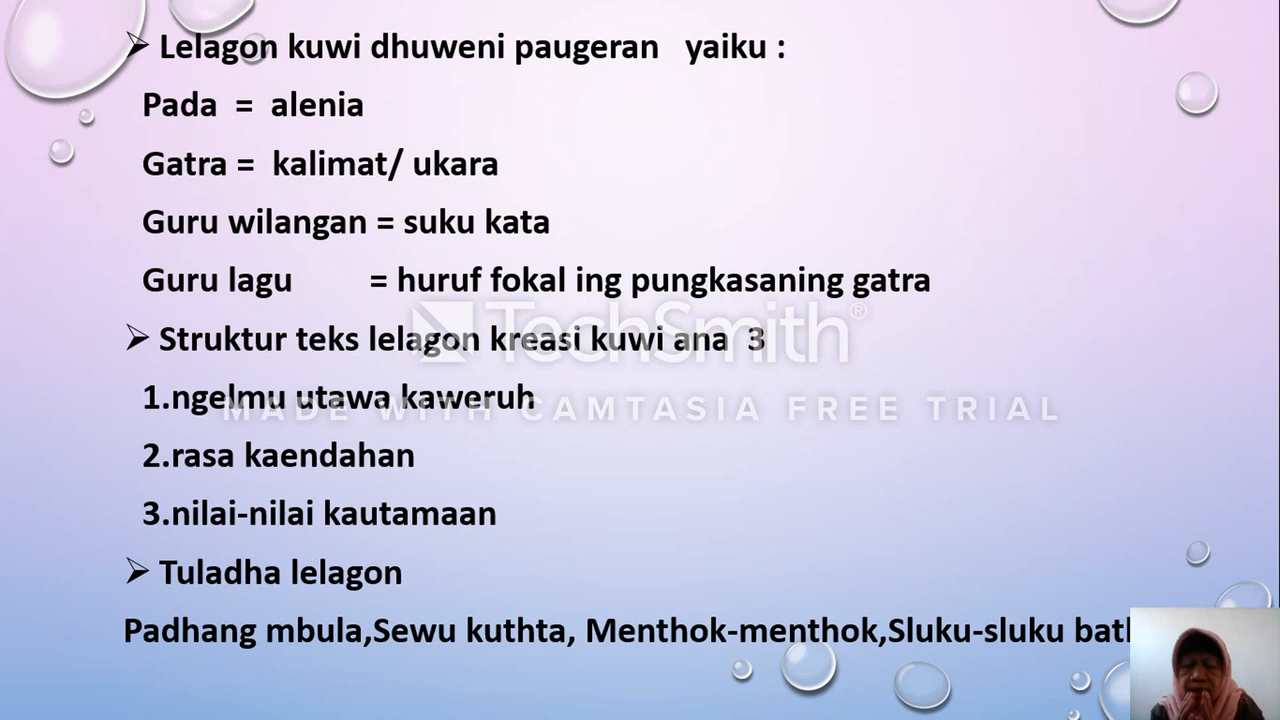 ➢ Lelagon kuwi dhuweni paugeran yaiku :
Pada = alenia
Gatra = kalimat/ ukara
Guru wilangan = suku kata
Guru lagu = huruf fokal ing pungkasaning gatra
TechSmith®
➢ Struktur teks lelagon kreasi kuwi ana 3
1.ngelmu utawa kaweruh
MADE WITH CAMTASIA FREE TRIAL
2.rasa kaendahan
3.nilai-nilai kautamaan
➢ Tuladha lelagon
Padhang mbula,Sewu kuthta, Menthok-menthok,Sluku-sluku